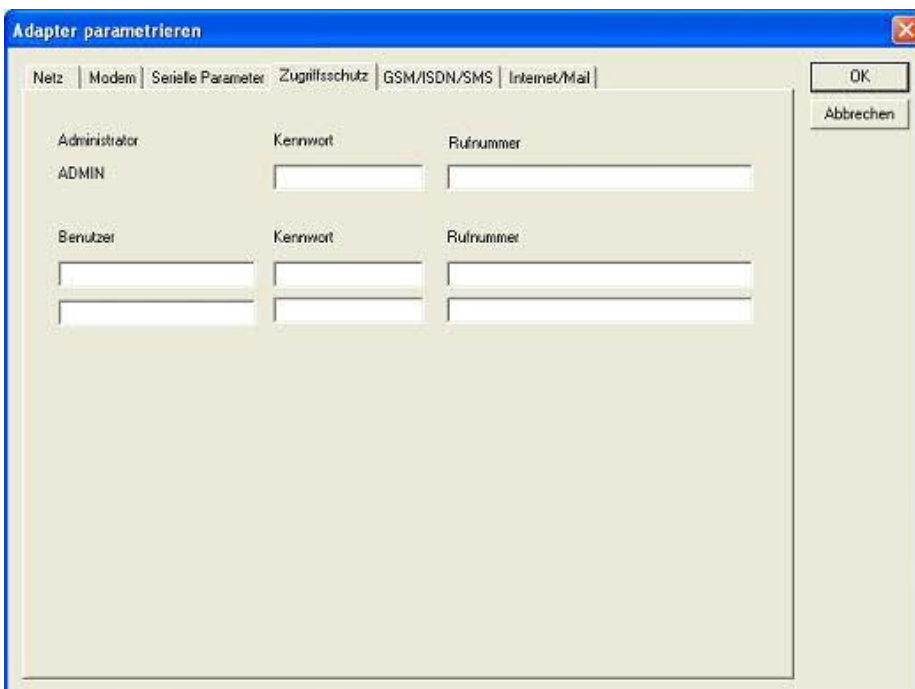 Adapter parametrieren
Netz Modem Serielle Parameter Zugriffsschutz GSM/ISDN/SMS Internet/Mail
OK
Abbrechen
Administrator Kennwort Rufnummer
ADMIN
Benutzer Kennwort Rufnummer